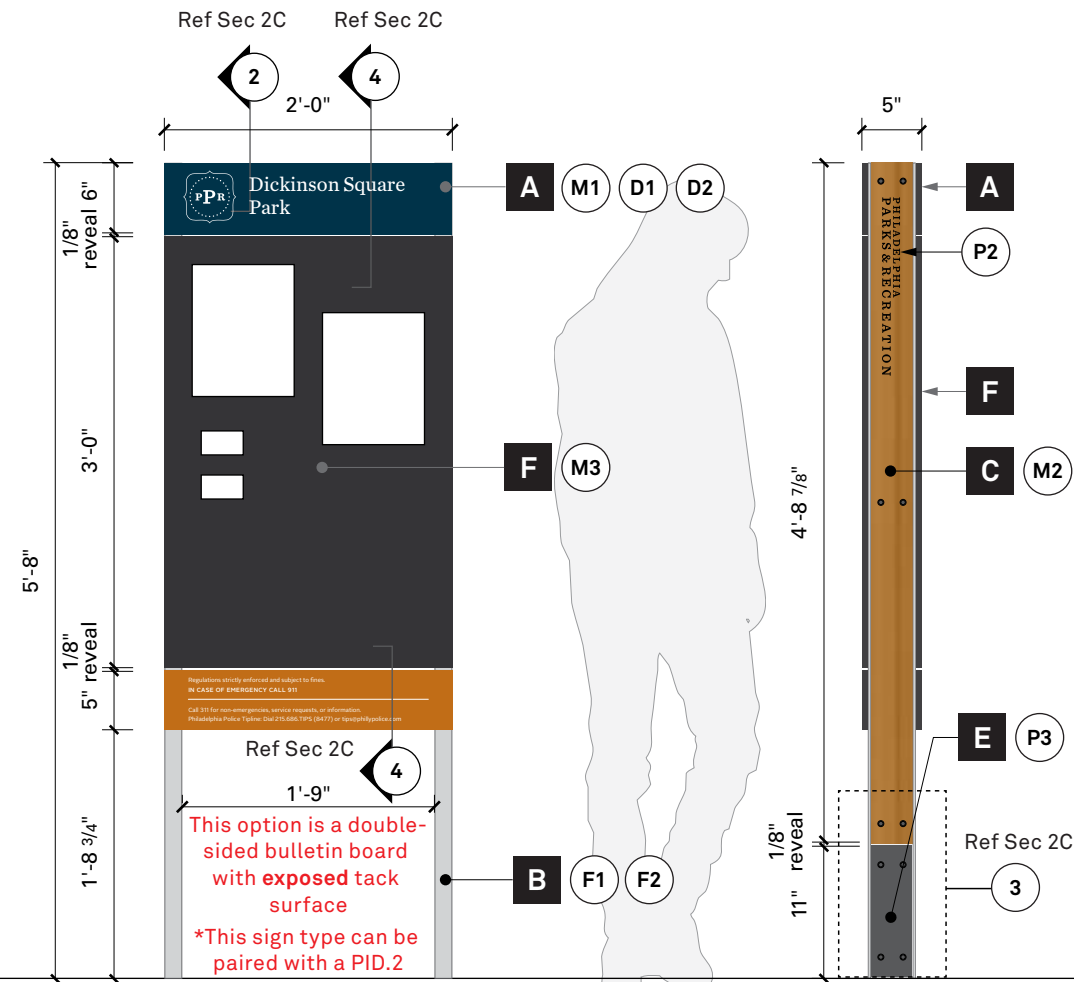 Ref Sec 2C
Ref Sec 2C
2
4
2'-0"
5"
PPR
Dickinson Square
Park
A
M1
D1
D2
A
6"
1/8"
reveal
PHILADELPHIA
PARKS&RECREATION
P2
3'-0"
F
F
M3
C
M2
4'-8 7/8"
5'-8"
1/8"
reveal
5"
Regulations strictly enforced and subject to fines.
IN CASE OF EMERGENCY CALL 911
Call 311 for non-emergencies, service requests, or information.
Philadelphia Police Tipline: Dial 215.686.TIPS (8477) or tips@phillypolice.com
Ref Sec 2C
4
E
P3
1'-9"
1'-8 3/4"
This option is a double-
sided bulletin board
with exposed tack
surface
*This sign type can be
paired with a PID.2
B
F1
F2
1/8"
reveal
11"
Ref Sec 2C
3